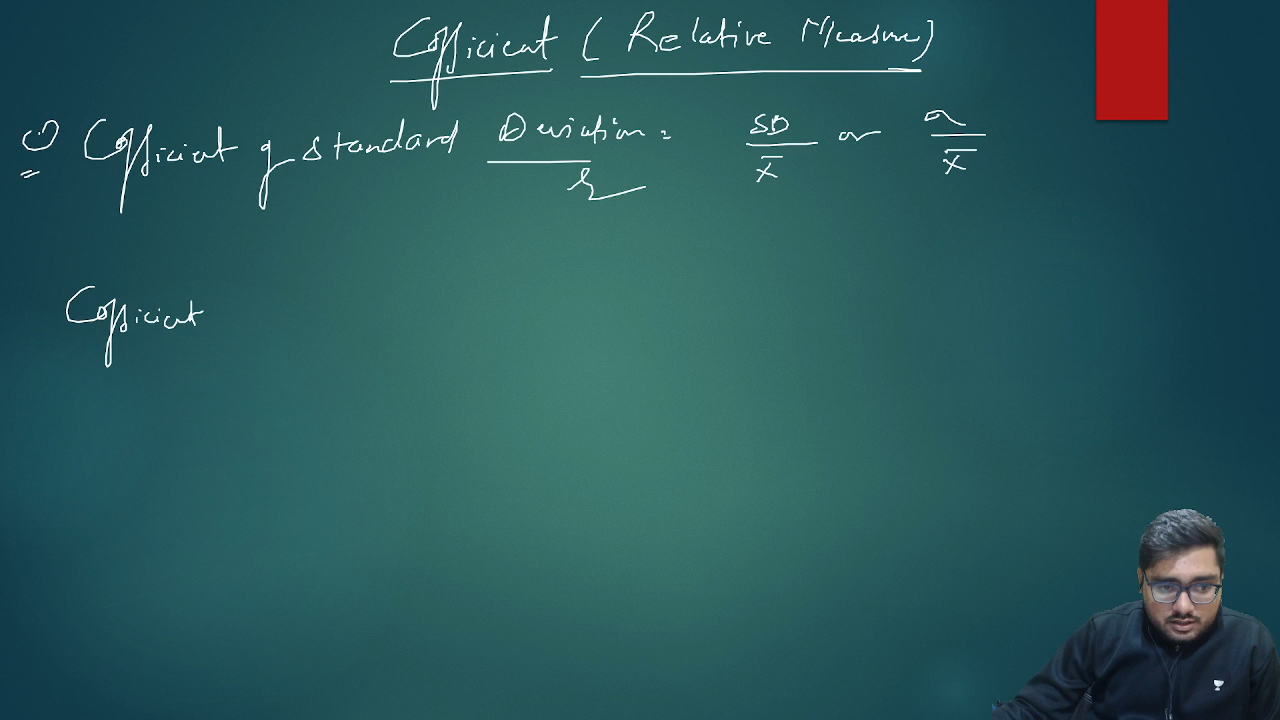 Cofficient (Relative Measure)
i) Cofficient of standard Deviation = SD/x̄ or σ/x̄
Cofficient